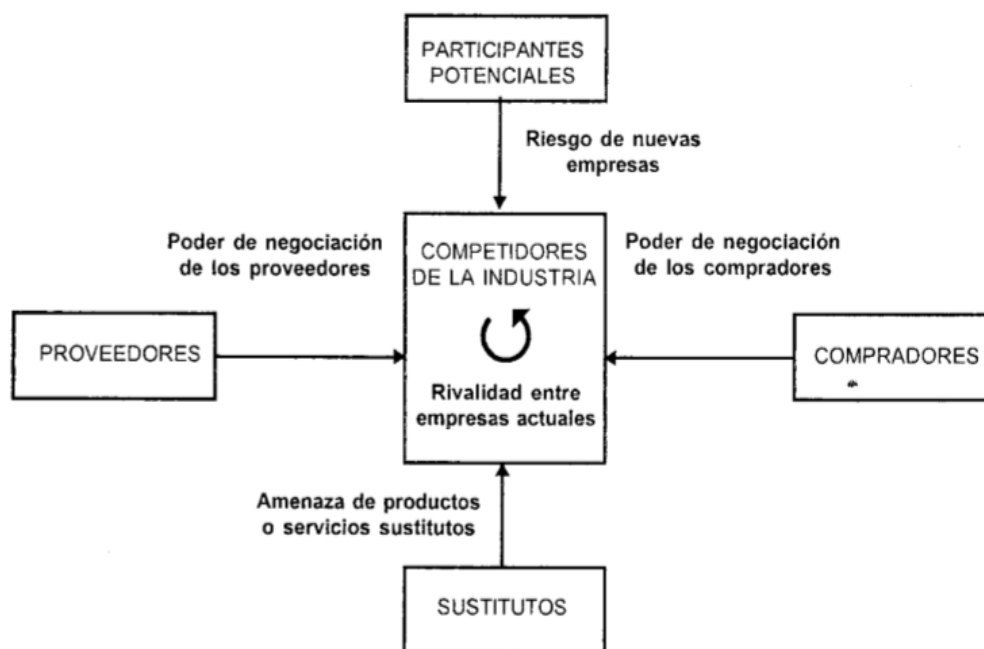 PARTICIPANTES
POTENCIALES
Riesgo de nuevas
empresas
Poder de negociación
de los proveedores
COMPETIDORES
DE LA INDUSTRIA
Poder de negociación
de los compradores
PROVEEDORES
COMPRADORES
Rivalidad entre
empresas actuales
Amenaza de productos
o servicios sustitutos
SUSTITUTOS